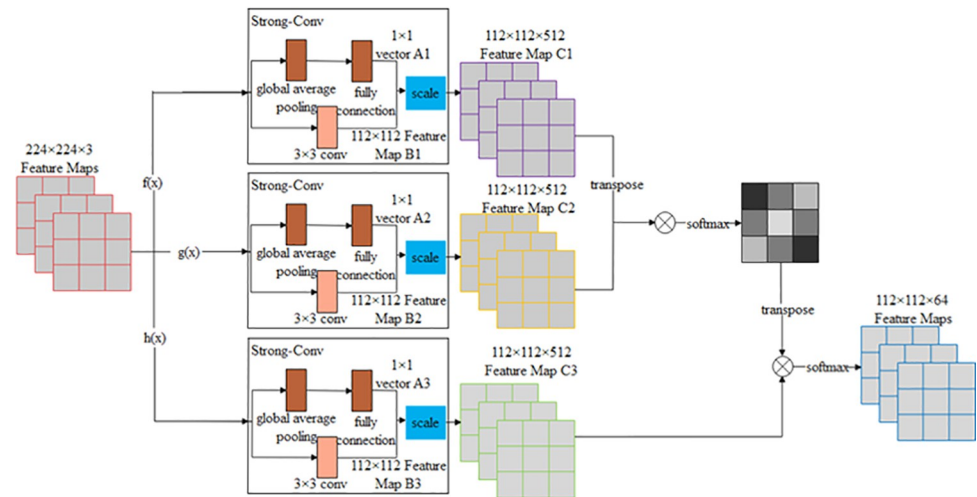 224×224×3
Feature Maps
f(x)
g(x)
h(x)
Strong-Conv
1×1
vector A1
global average
pooling
fully
connection
scale
3×3 conv
112×112 Feature
Map B1
112×112×512
Feature Map C1
Strong-Conv
1×1
vector A2
global average
pooling
fully
connection
scale
3×3 conv
112×112 Feature
Map B2
112×112×512
Feature Map C2
Strong-Conv
1×1
vector A3
global average
pooling
fully
connection
scale
3×3 conv
112×112 Feature
Map B3
112×112×512
Feature Map C3
transpose
softmax
transpose
softmax
112×112×64
Feature Maps